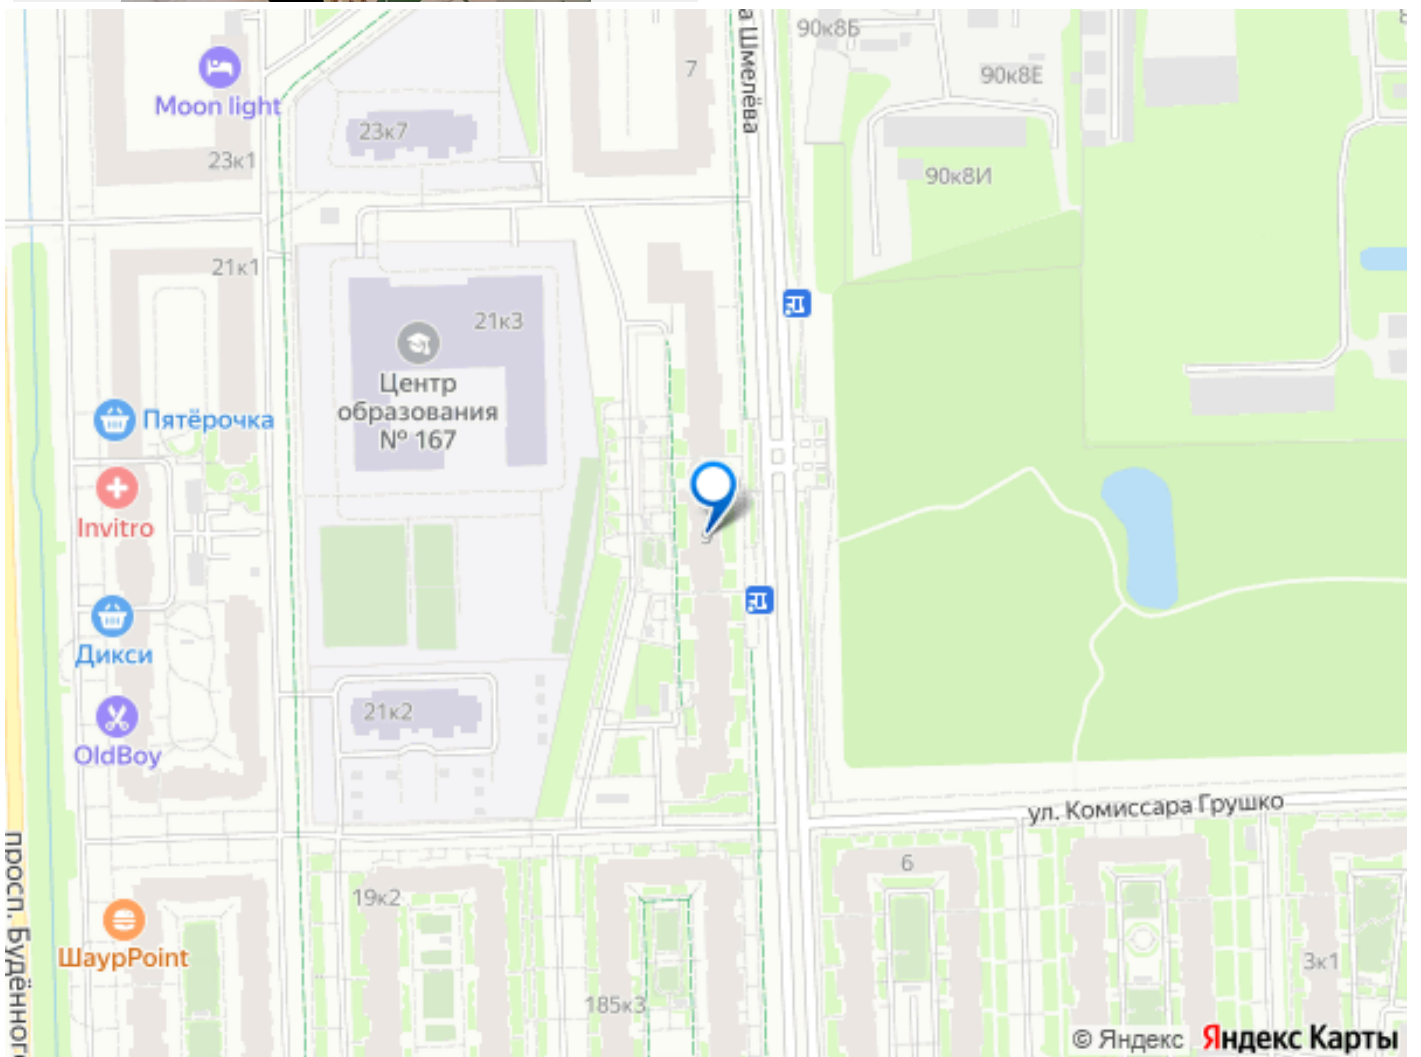 а Шмелёва
90к8Б
7
90к8Е
Moon light
23к7
23к1
90к8И
21к1
21к3
Центр
образования
№ 167
Пятёрочка
Invitro
9
Дикси
21к2
OldBoy
ул. Комиссара Грушко
просп. Будённого
6
19к2
ШаурPoint
3к1
185к3
© Яндекс Яндекс Карты